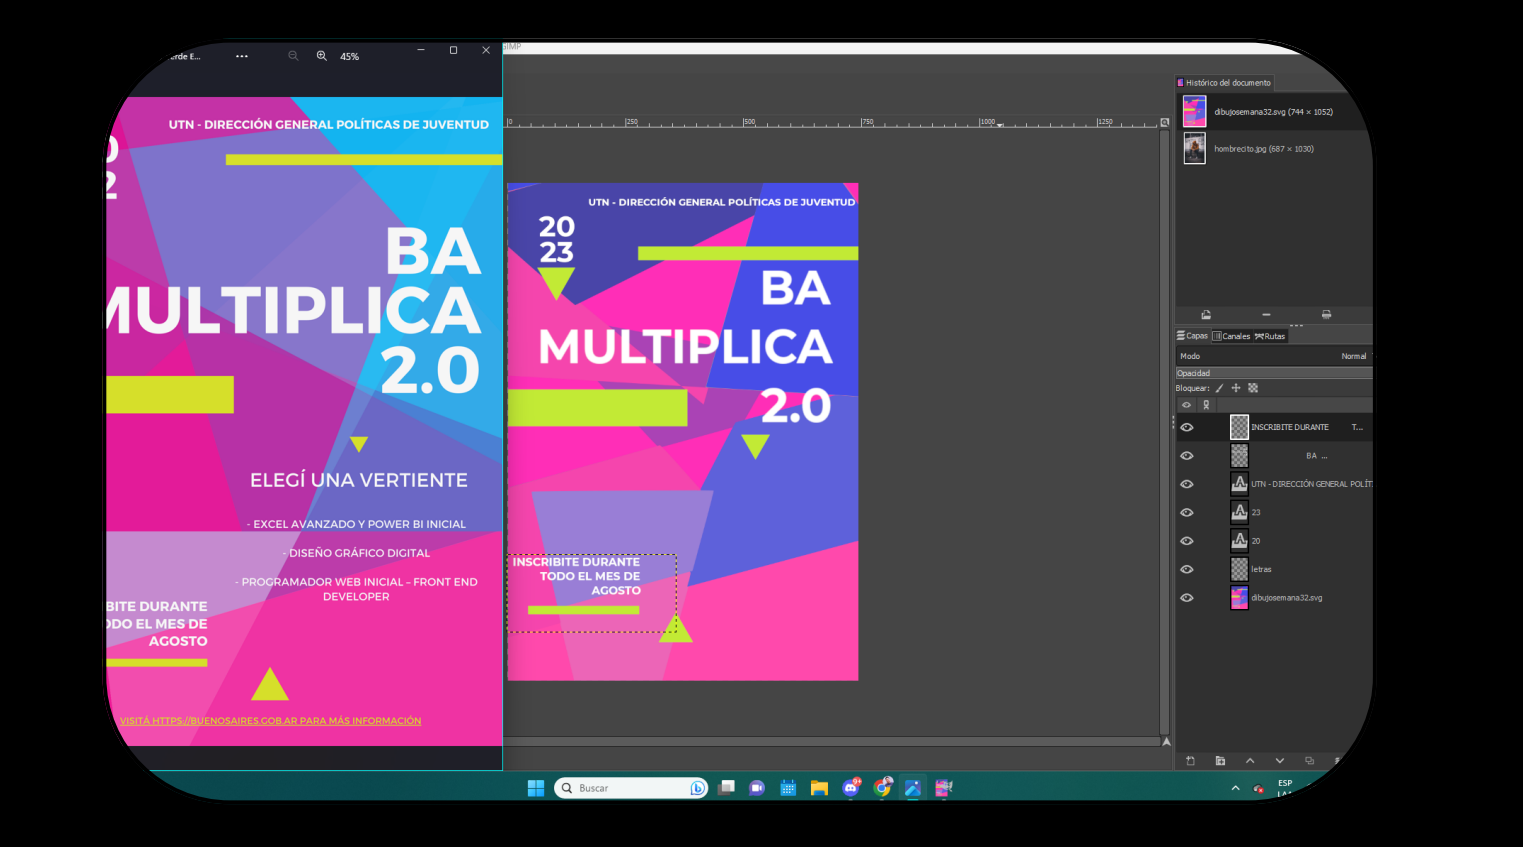 erde E...
45%
GIMP
UTN - DIRECCIÓN GENERAL POLÍTICAS DE JUVENTUD
BA
MULTIPLICA
2.0
ELEGÍ UNA VERTIENTE
- EXCEL AVANZADO Y POWER BI INICIAL
- DISEÑO GRÁFICO DIGITAL
- PROGRAMADOR WEB INICIAL - FRONT END
DEVELOPER
BITE DURANTE
ODO EL MES DE
AGOSTO
VISITÁ HTTPS://BUENOSAIRES.GOB.AR PARA MÁS INFORMACIÓN
0 250 500 750 1000 1250
UTN - DIRECCIÓN GENERAL POLÍTICAS DE JUVENTUD
20
23
BA
MULTIPLICA
2.0
INSCRIBITE DURANTE
TODO EL MES DE
AGOSTO
Histórico del documento
dibujosemana32.svg (744 × 1052)
hombrecito.jpg (687 × 1030)
Capas Canales Rutas
Modo Normal
Opacidad
Bloquear:
INSCRIBITE DURANTE T...
BA ...
UTN - DIRECCIÓN GENERAL POLÍT
23
20
letras
dibujosemana32.svg
Buscar
9+
ESP